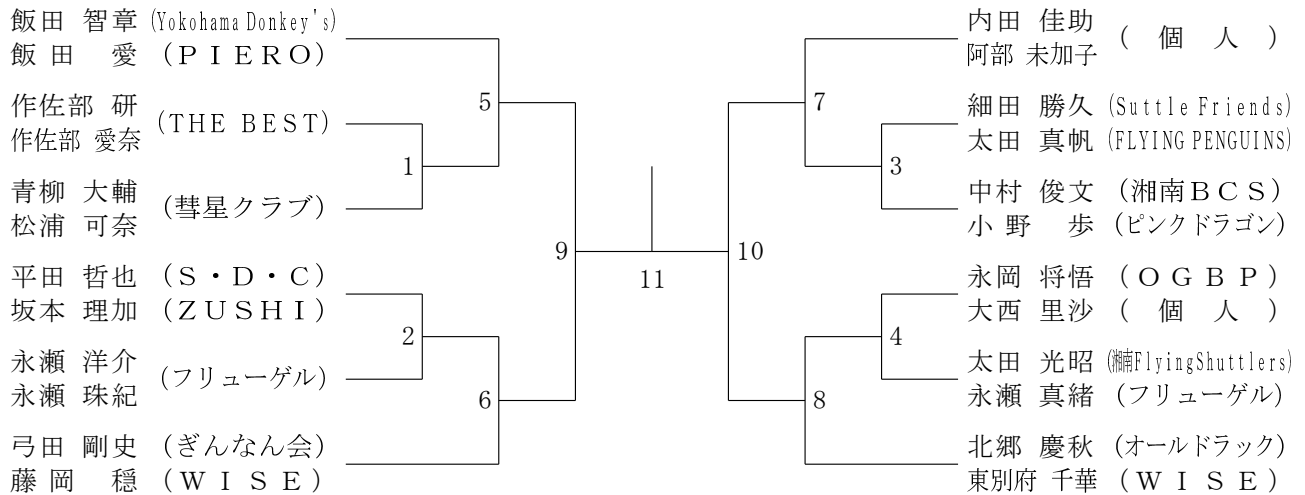 飯田 智章 (Yokohama Donkey's)
飯田 愛 (ＰＩＥＲＯ)
作佐部 研
作佐部 愛奈
(THE BEST)
青柳 大輔
松浦 可奈
(彗星クラブ)
平田 哲也 (Ｓ・Ｄ・Ｃ)
坂本 理加 (ＺＵＳＨＩ)
永瀬 洋介
永瀬 珠紀
(フリューゲル)
弓田 剛史 (ぎんなん会)
藤岡 穏 (ＷＩＳＥ)
5
1
9
2
6
11
7
3
10
4
8
内田 佳助
阿部 未加子
(個人)
細田 勝久 (Suttle Friends)
太田 真帆 (FLYING PENGUINS)
中村 俊文 (湘南ＢＣＳ)
小野 歩 (ピンクドラゴン)
永岡 将悟 (ＯＧＢＰ)
大西 里沙 (個人)
太田 光昭 (湘南FlyingShuttlers)
永瀬 真緒 (フリューゲル)
北郷 慶秋 (オールドラック)
東別府 千華 (ＷＩＳＥ)